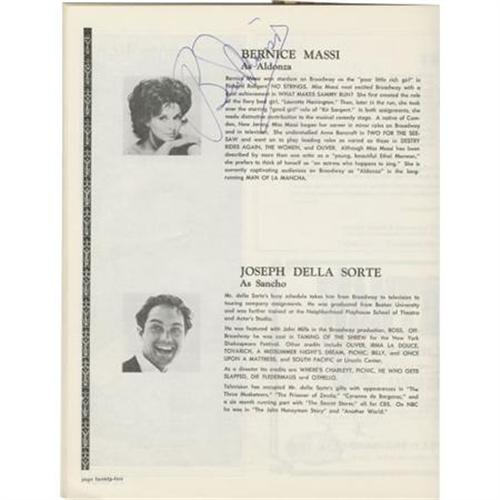 BERNICE MASSI
As Aldonza
Bernice Massi was stardom on Broadway as the "poor little rich girl" in
Richard Rodgers' NO STRINGS. Miss Massi next excited Broadway with a
achievement in WHAT MAKES SAMMY RUN? She first created the role
of the fiery best girl, "Laurette Harrington." Then, later in the run, she took
over the starring "good girl" role of "Kit Sargent." In both assignments, she
made distinctive contribution to the musical comedy stage. A native of Cam-
den, New Jersey, Miss Massi began her career in minor roles on Broadway
and in television. She understudied Anne Bancroft in TWO FOR THE SEE-
SAW and went on to play leading roles as varied as those in DESTRY
RIDES AGAIN, THE WOMEN, and OLIVER. Although Miss Massi has been
described by more than one critic as a "young, beautiful Ethel Merman,"
she prefers to think of herself as "an actress who happens to sing." She is
currently captivating audiences on Broadway as "Aldonza" in the long-
running MAN OF LA MANCHA.
JOSEPH DELLA SORTE
As Sancho
Mr. della Sorte's busy schedule takes him from Broadway to television to
touring company assignments. He was graduated from Boston University
and was further trained at the Neighborhood Playhouse School of Theatre
and Actor's Studio.
He was featured with John Mills in the Broadway production, ROSS. Off-
Broadway he was cast in TAMING OF THE SHREW for the New York
Shakespeare Festival. Other credits include OLIVER, IRMA LA DOUCE,
TOVARICH, A MIDSUMMER NIGHT'S DREAM, PICNIC, BELLY, and ONCE
UPON A MATTRESS, and SOUTH PACIFIC at Lincoln Center.
As a director his credits are WHERE'S CHARLEY?, PICNIC, HE WHO GETS
SLAPPED, DIE FLEDERMAUS and OTHELLO.
Television has occupied Mr. della Sorte's gifts with appearances in "The
Three Musketeers," "The Prisoner of Zenda," "Cyrano de Bergerac," and
a six month running part with "The Secret Storm," all for CBS. On NBC
he was in "The John Honeyman Story" and "Another World."
page twenty-two